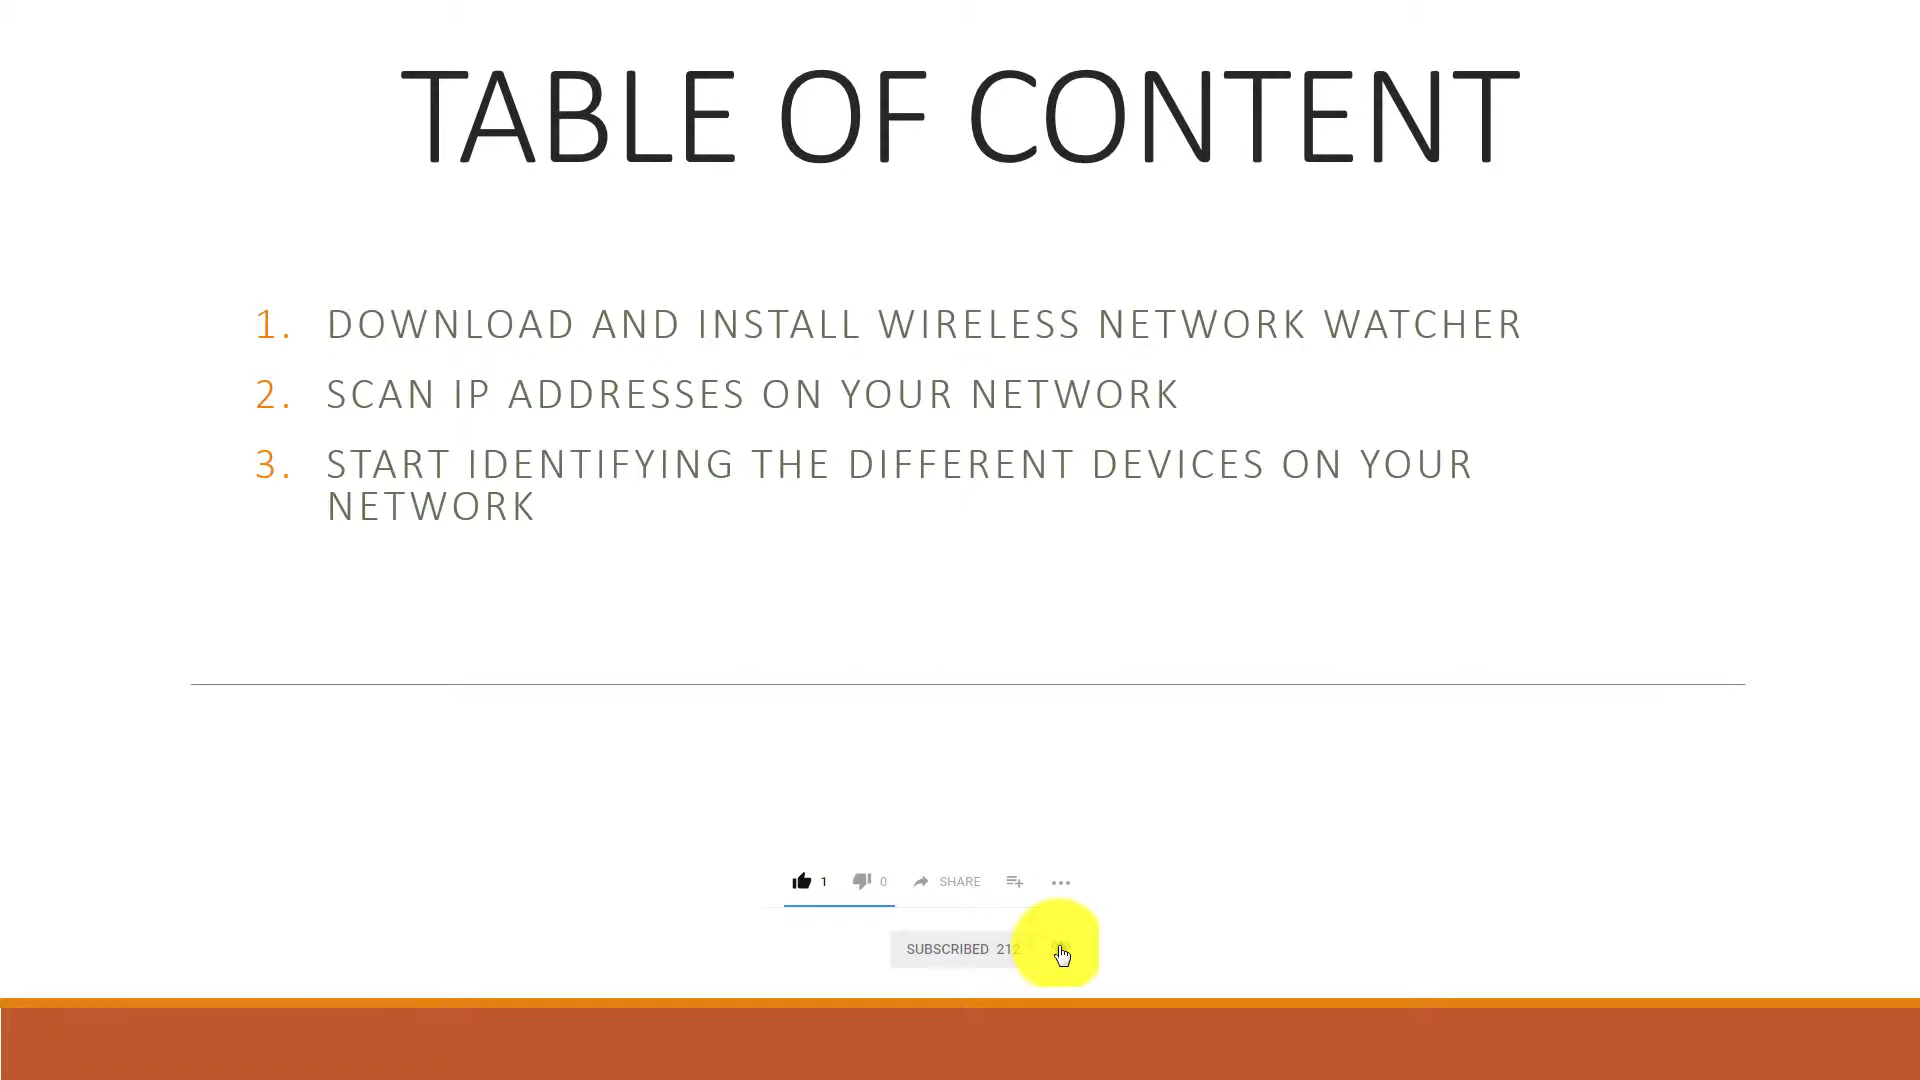 TABLE OF CONTENT
1. DOWNLOAD AND INSTALL WIRELESS NETWORK WATCHER
2. SCAN IP ADDRESSES ON YOUR NETWORK
3. START IDENTIFYING THE DIFFERENT DEVICES ON YOUR
NETWORK
1 0 SHARE
SUBSCRIBED 212